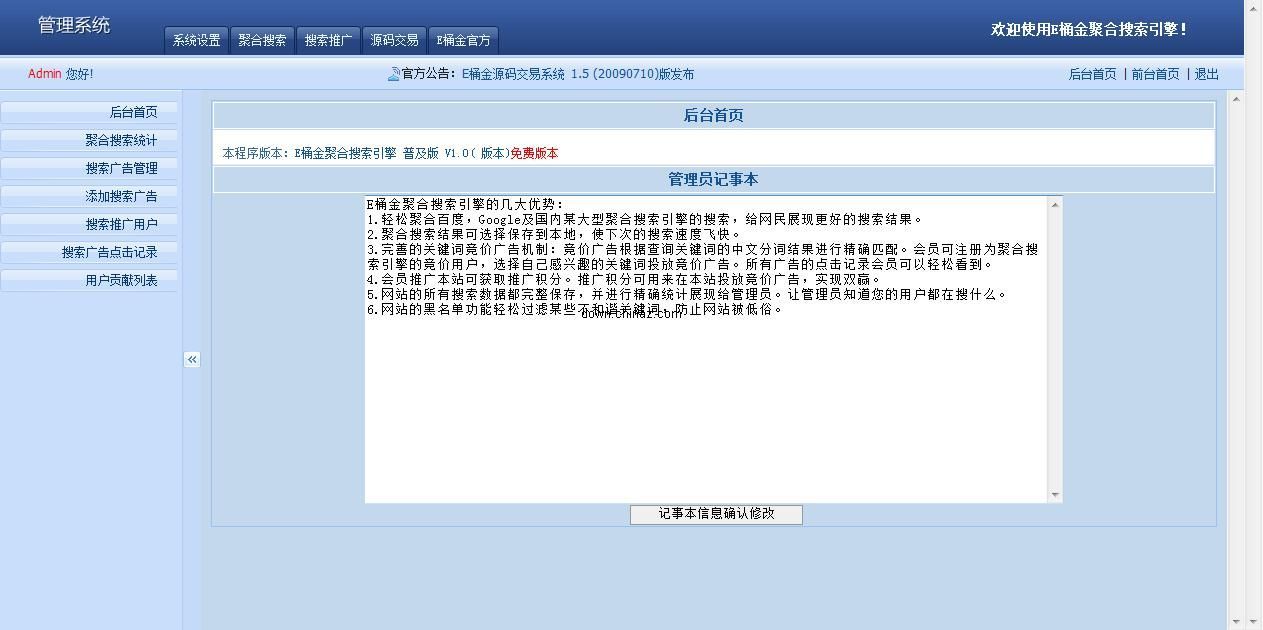 管理系统
系统设置 聚合搜索 搜索推广 源码交易 E桶金官方
欢迎使用E桶金聚合搜索引擎!
Admin 您好!
官方公告: E桶金源码交易系统 1.5 (20090710)版发布
后台首页 | 前台首页 | 退出
后台首页
聚合搜索统计
搜索广告管理
添加搜索广告
搜索推广用户
搜索广告点击记录
用户贡献列表
«
后台首页
本程序版本: E桶金聚合搜索引擎 普及版 V1.0( 版本)免费版本
管理员记事本
E桶金聚合搜索引擎的几大优势:
1.轻松聚合百度,Google及国内某大型聚合搜索引擎的搜索,给网民展现更好的搜索结果。
2.聚合搜索结果可选择保存到本地,使下次的搜索速度飞快。
3.完善的关键词竞价广告机制: 竞价广告根据查询关键词的中文分词结果进行精确匹配。会员可注册为聚合搜
索引擎的竞价用户,选择自己感兴趣的关键词投放竞价广告。所有广告的点击记录会员可以轻松看到。
4.会员推广本站可获取推广积分。推广积分可用来在本站投放竞价广告,实现双赢。
5.网站的所有搜索数据都完整保存,并进行精确统计展现给管理员。让管理员知道您的用户都在搜什么。
6.网站的黑名单功能轻松过滤某些不和谐关键词,防止网站被低俗。
down.chinaz.com
记事本信息确认修改